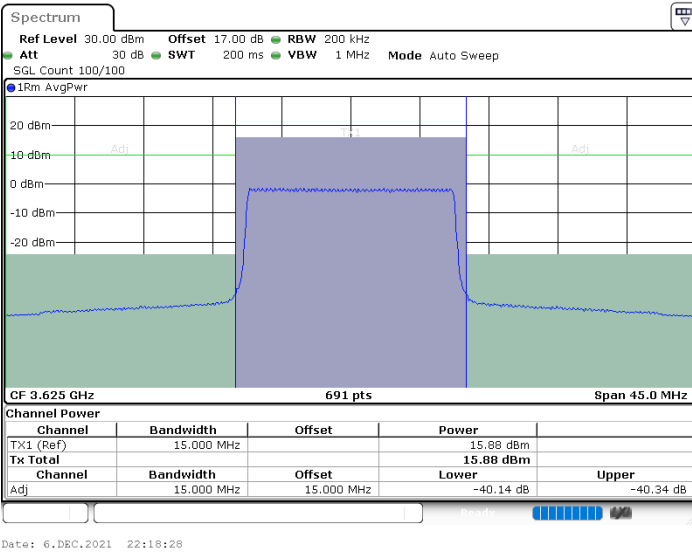 Spectrum
Ref Level 30.00 dBm Offset 17.00 dB RBW 200 kHz
Att 30 dB SWT 200 ms VBW 1 MHz Mode Auto Sweep
SGL Count 100/100
1Rm AvgPwr
20 dBm
TX1
Adj Adj
10 dBm
0 dBm
-10 dBm
-20 dBm
CF 3.625 GHz 691 pts Span 45.0 MHz
Channel Power
Channel Bandwidth Offset Power
TX1 (Ref) 15.000 MHz 15.88 dBm
Tx Total 15.88 dBm
Channel Bandwidth Offset Lower Upper
Adj 15.000 MHz 15.000 MHz -40.14 dB -40.34 dB
Ready
Date: 6.DEC.2021 22:18:28